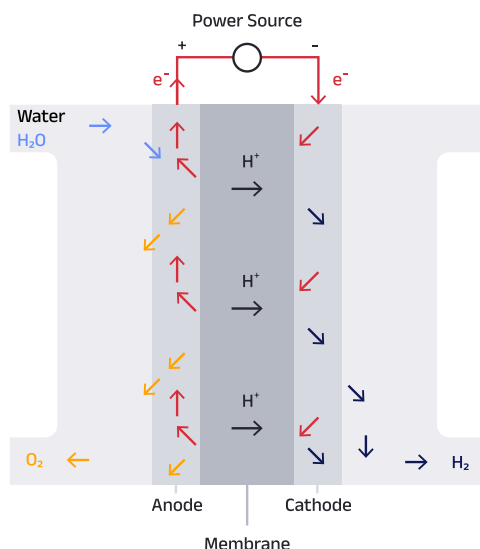 Power Source
+ -
e⁻ e⁻
Water
H₂O
H⁺
H⁺
H⁺
O₂ H₂
Anode Cathode
Membrane